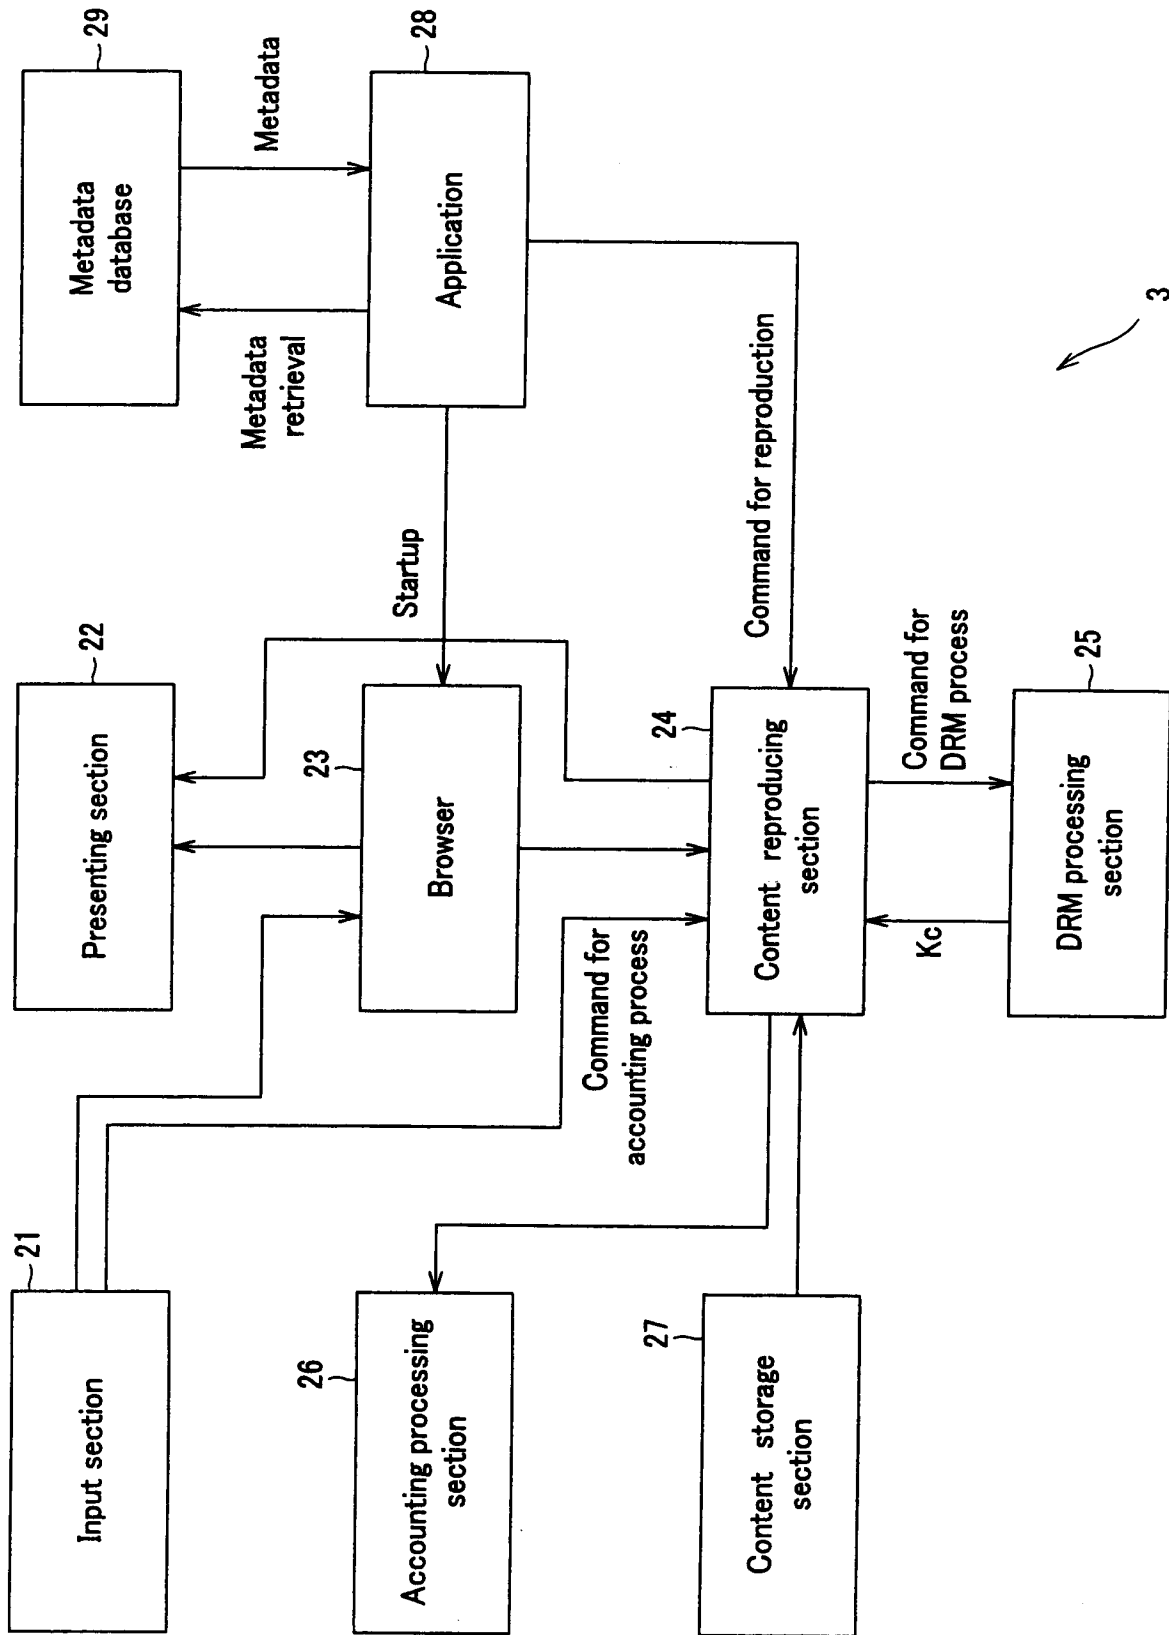 21
Input section
22
Presenting section
29
Metadata
database
Metadata
retrieval
Metadata
26
Accounting processing
section
23
Browser
Startup
28
Application
Command for
accounting process
27
Content storage
section
24
Content reproducing
section
Command for reproduction
Kc
Command for
DRM process
25
DRM processing
section
3